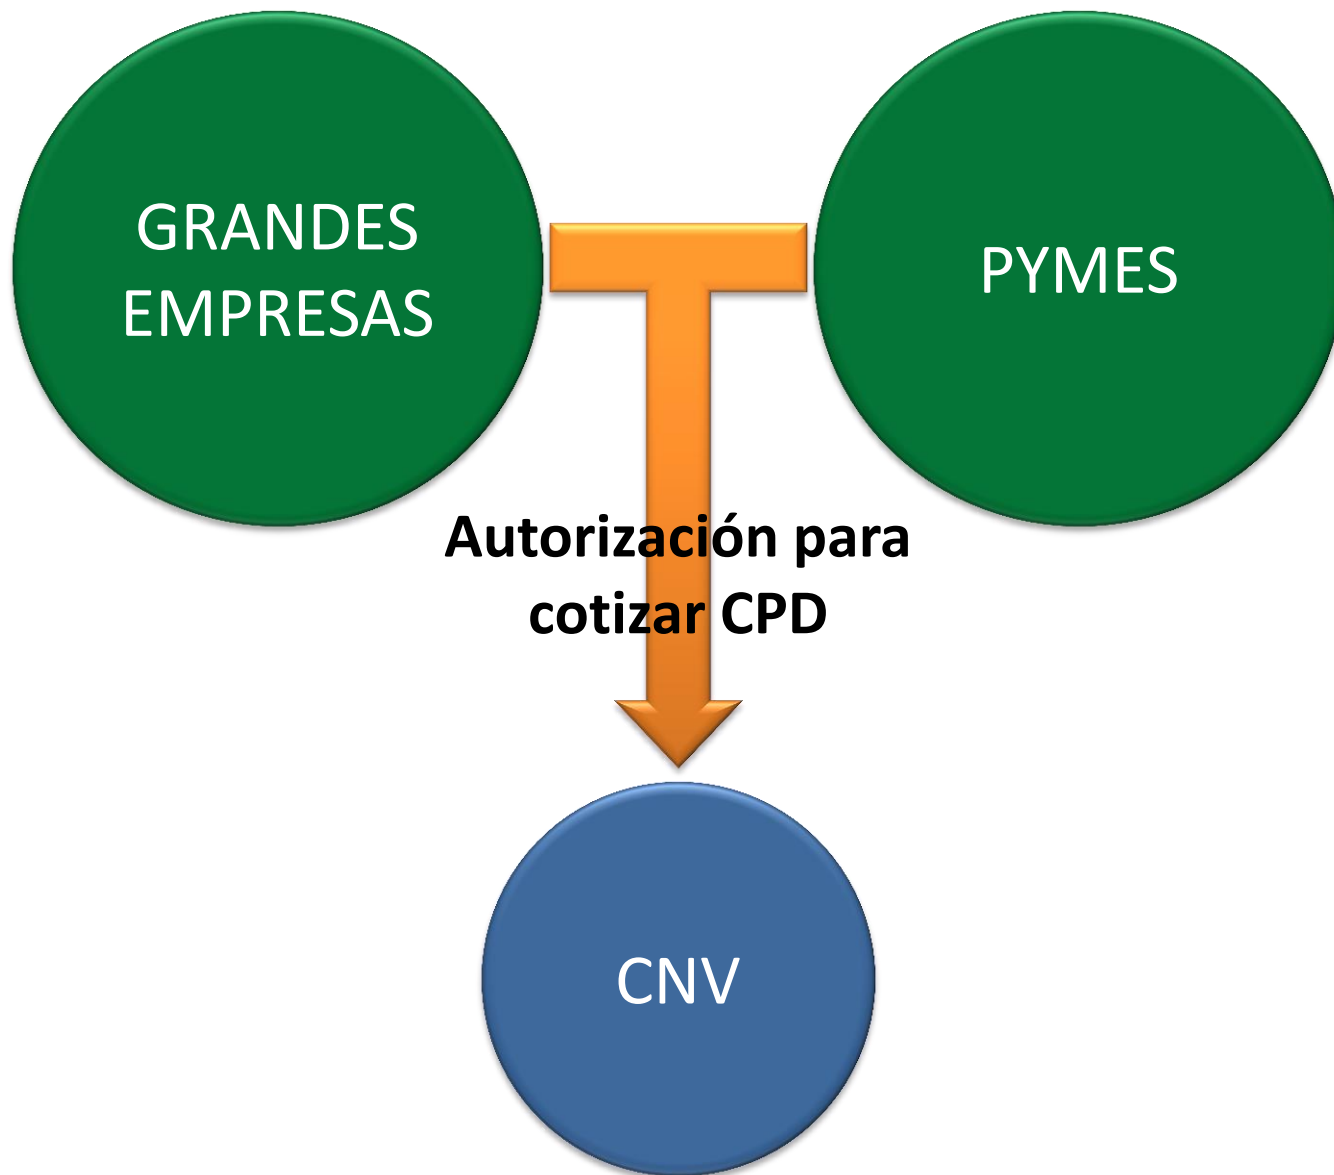 GRANDES
EMPRESAS
PYMES
Autorización para
cotizar CPD
CNV